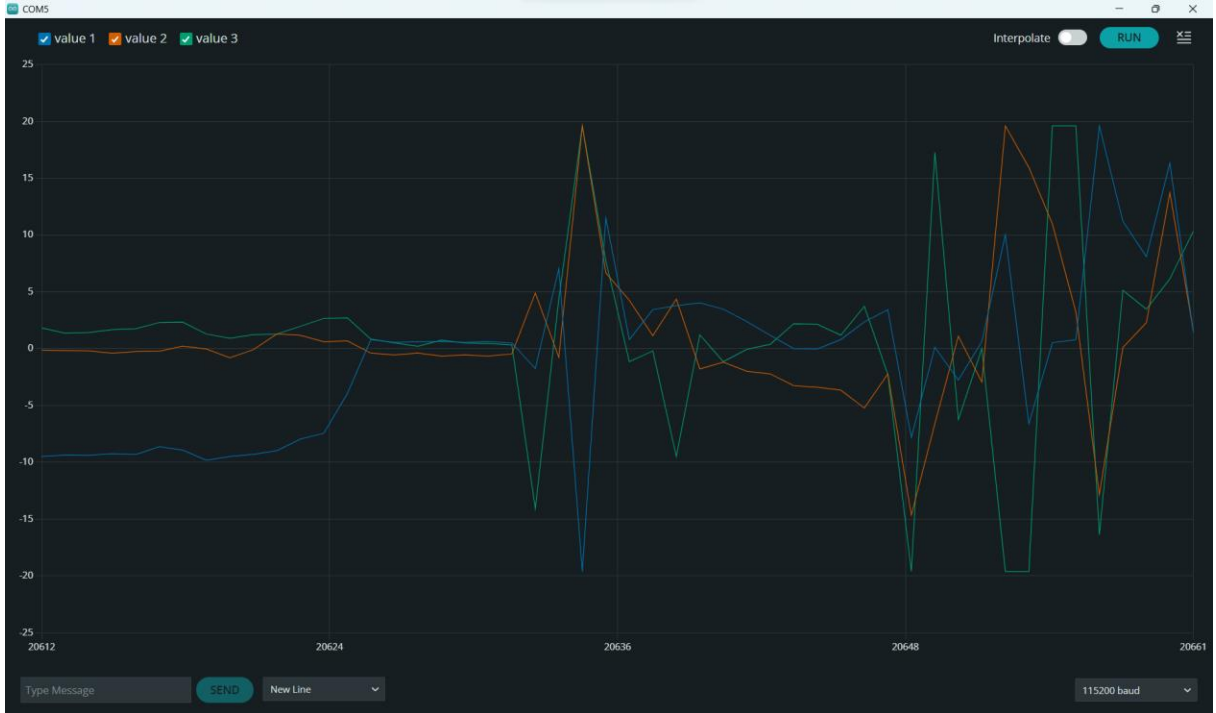 COM5
value 1 value 2 value 3 Interpolate RUN
25
20
15
10
5
0
-5
-10
-15
-20
-25
20612 20624 20636 20648 20661
Type Message SEND New Line 115200 baud